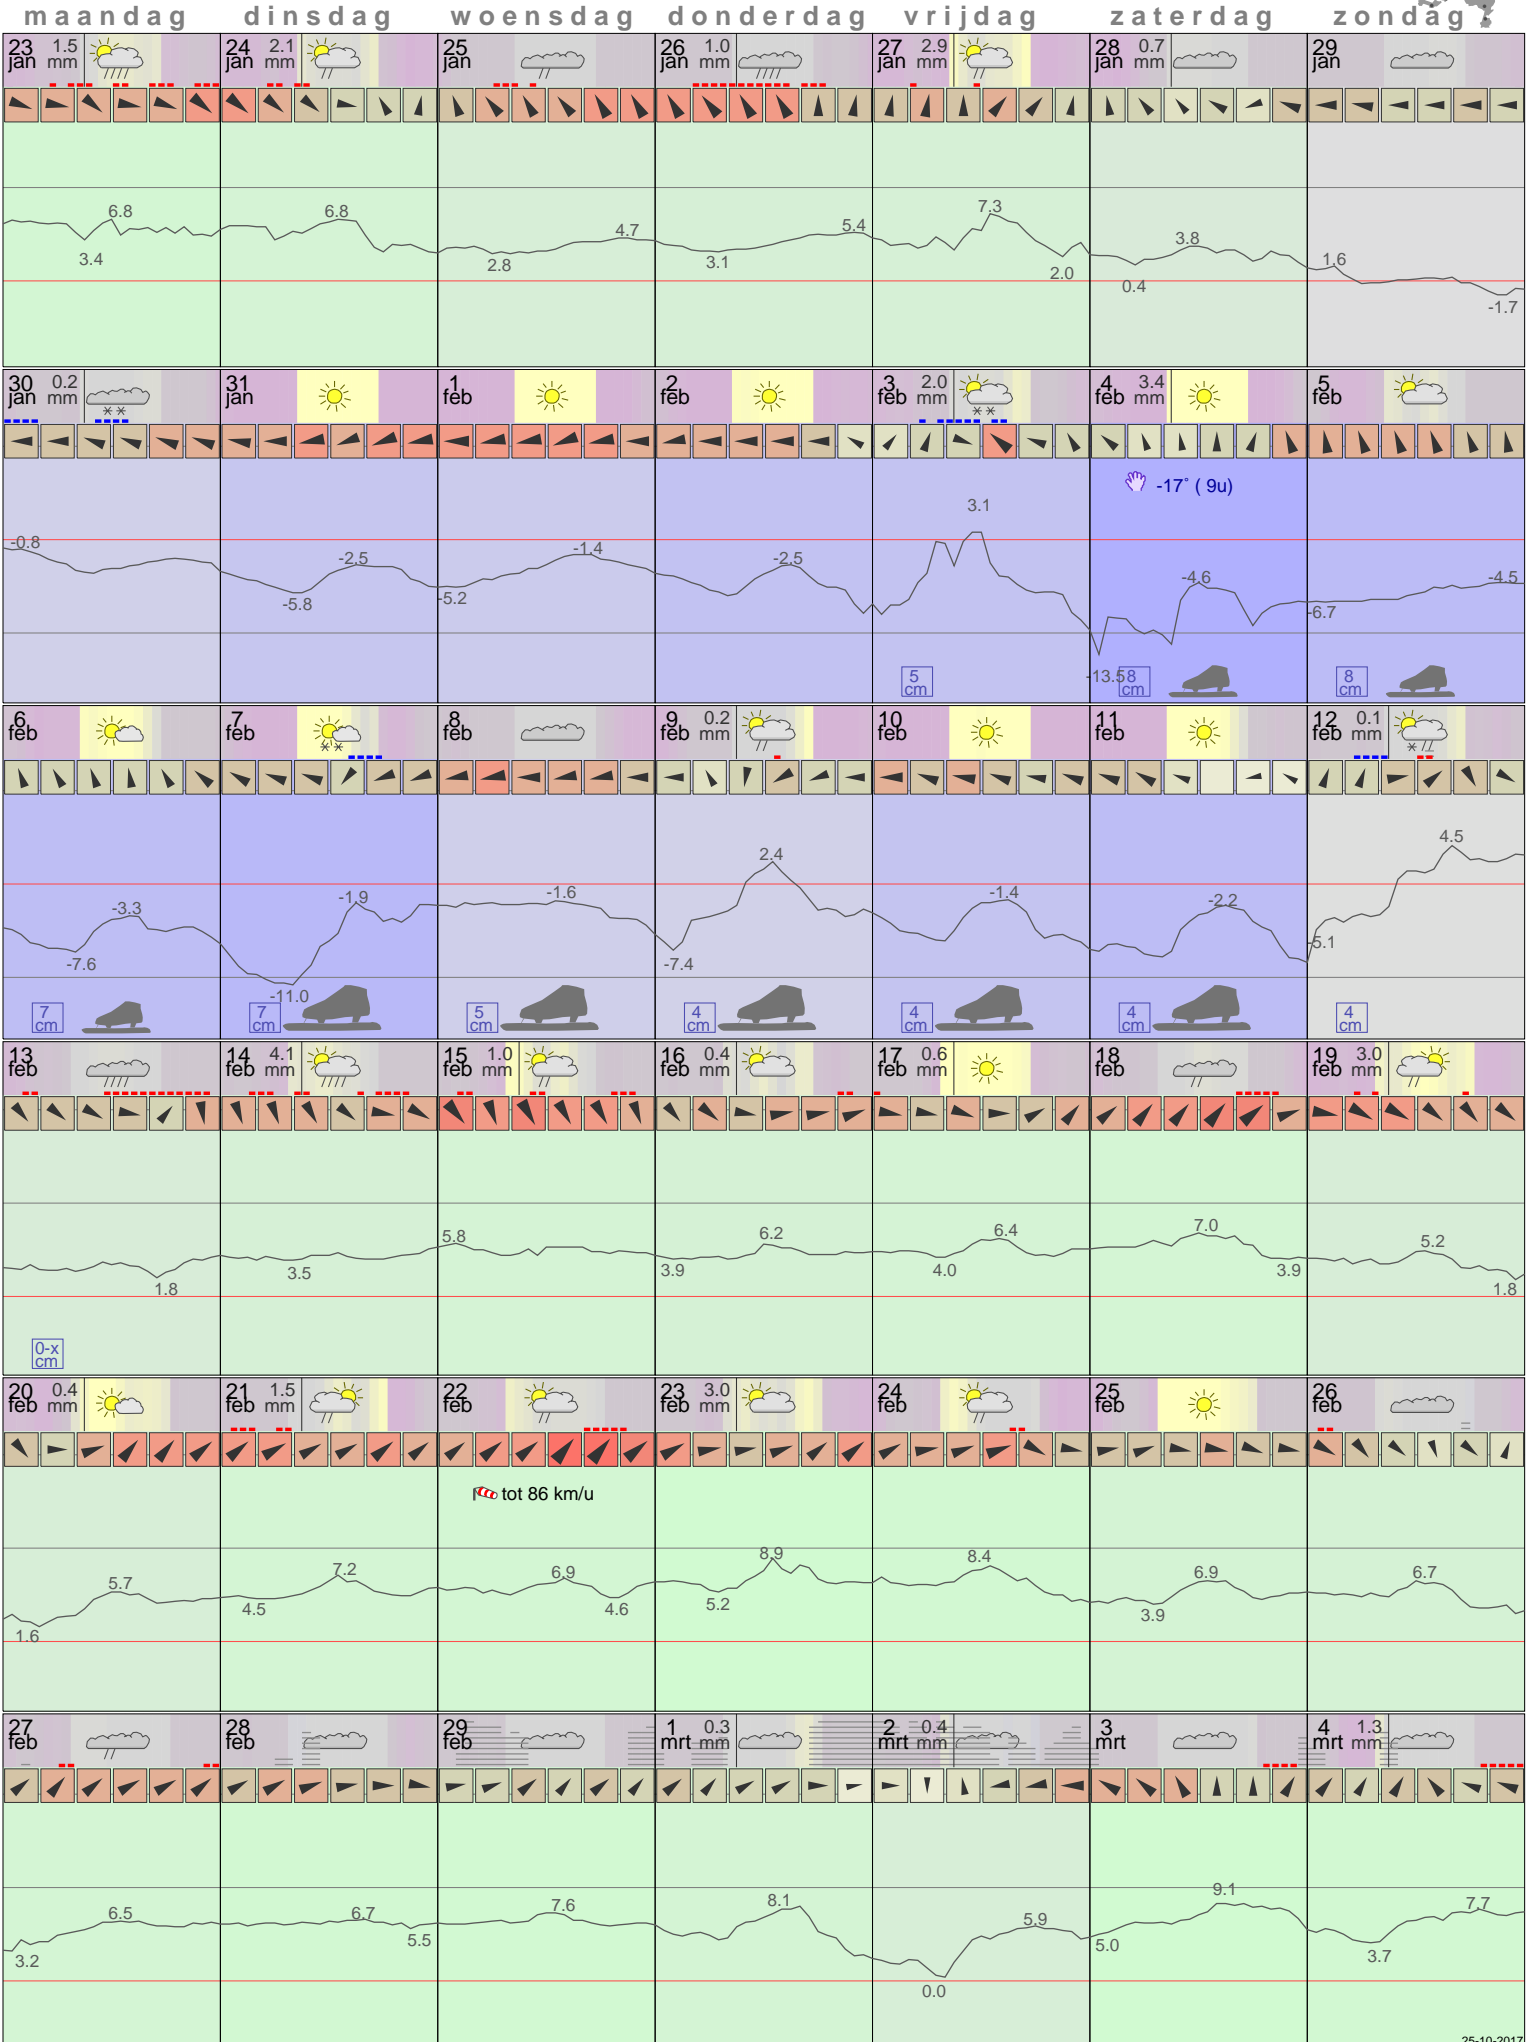 maandag dinsdag woensdag donderdag vrijdag zaterdag zondag
23 jan 1.5 mm 24 jan 2.1 mm 25 jan 26 jan 1.0 mm 27 jan 2.9 mm 28 jan 0.7 mm 29 jan
6.8 3.4 6.8 2.8 4.7 3.1 5.4 7.3 2.0 0.4 3.8 1.6 -1.7
30 jan 0.2 mm 31 jan 1 feb 2 feb 3 feb 2.0 mm 4 feb 3.4 mm 5 feb
-17° ( 9u)
-0.8 -5.8 -2.5 -5.2 -1.4 -2.5 3.1 -13.5 -4.6 -6.7 -4.5
5 cm 8 cm 8 cm
6 feb 7 feb 8 feb 9 feb 0.2 mm 10 feb 11 feb 12 feb 0.1 mm
-7.6 -3.3 -11.0 -1.9 -1.6 -7.4 2.4 -1.4 -2.2 -5.1 4.5
7 cm 7 cm 5 cm 4 cm 4 cm 4 cm 4 cm
13 feb 14 feb 4.1 mm 15 feb 1.0 mm 16 feb 0.4 mm 17 feb 0.6 mm 18 feb 19 feb 3.0 mm
1.8 3.5 5.8 3.9 6.2 4.0 6.4 7.0 3.9 5.2 1.8
0-x cm
20 feb 0.4 mm 21 feb 1.5 mm 22 feb 23 feb 3.0 mm 24 feb 25 feb 26 feb
tot 86 km/u
1.6 5.7 4.5 7.2 6.9 4.6 5.2 8.9 8.4 3.9 6.9 6.7
27 feb 28 feb 29 feb 1 mrt 0.3 mm 2 mrt 0.4 mm 3 mrt 4 mrt 1.3 mm
3.2 6.5 6.7 5.5 7.6 8.1 0.0 5.9 5.0 9.1 3.7 7.7
25-10-2017